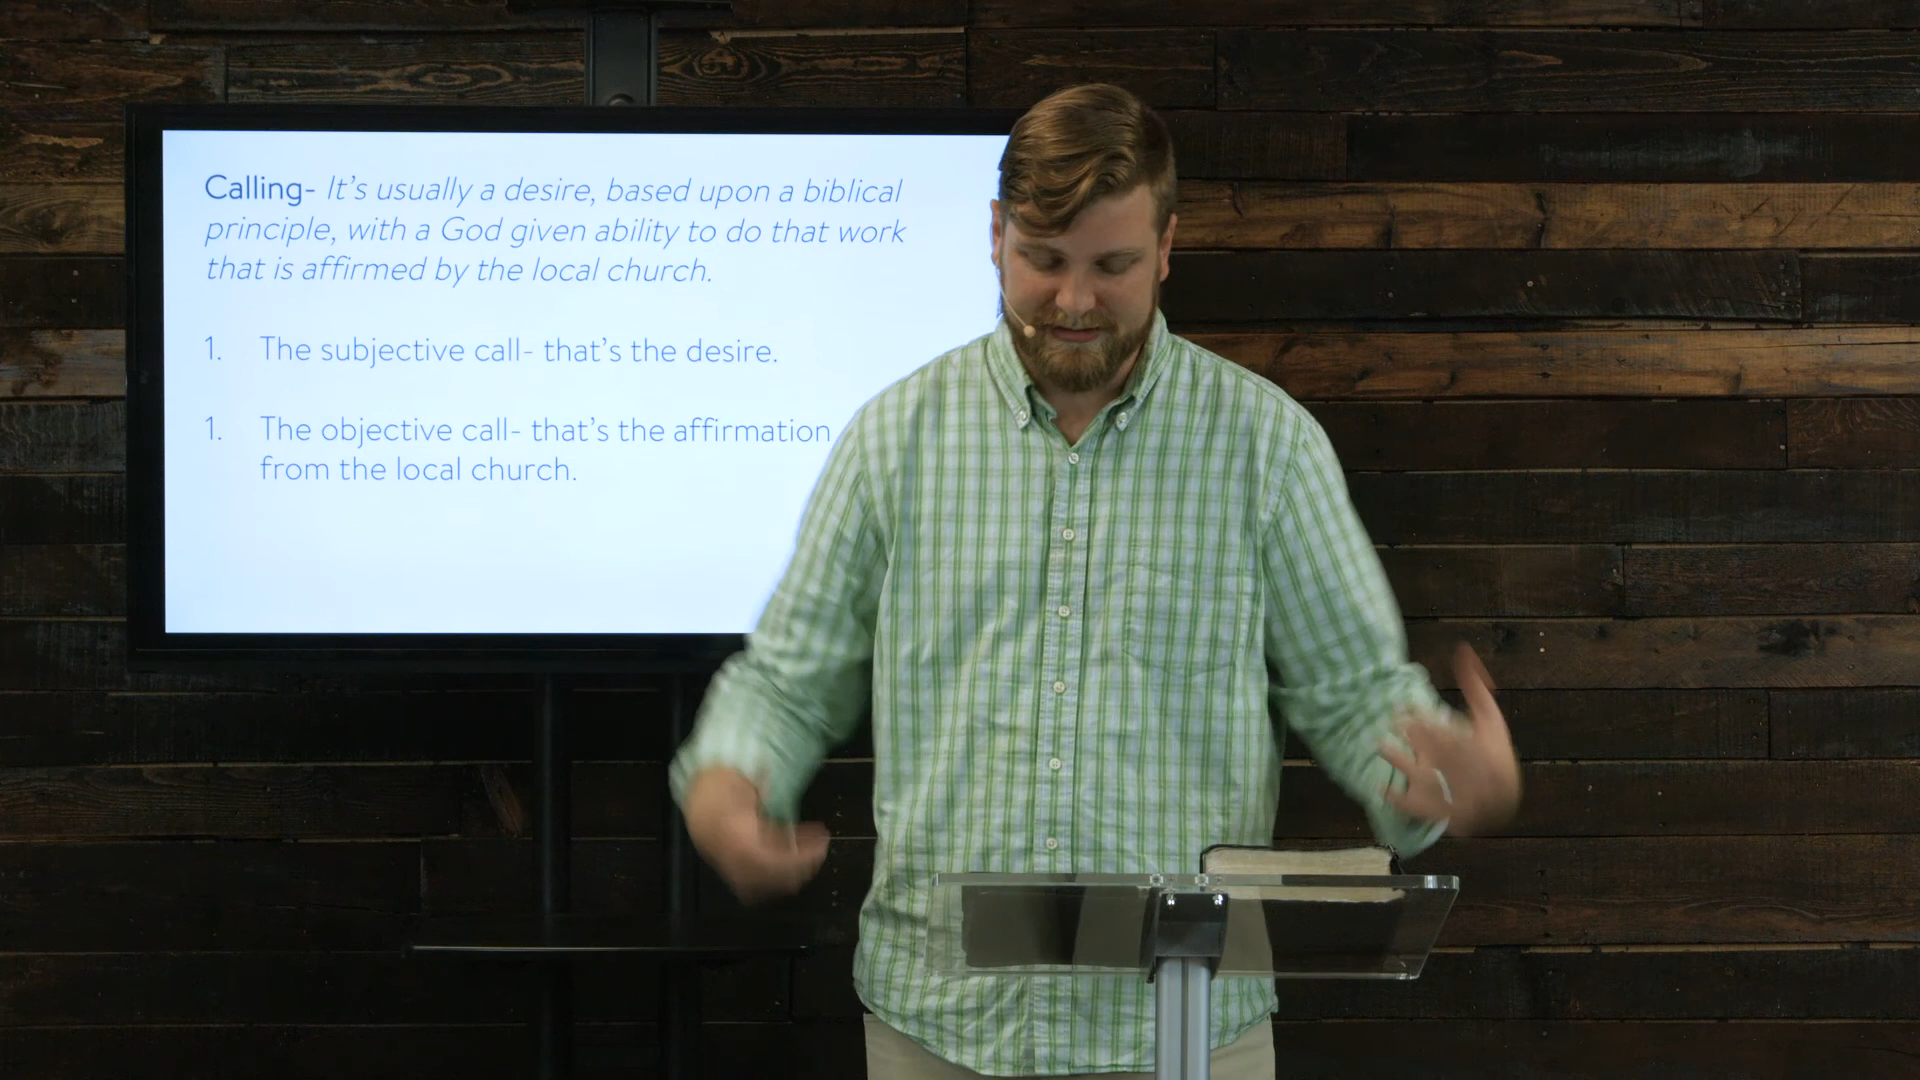 Calling- It's usually a desire, based upon a biblical
principle, with a God given ability to do that work
that is affirmed by the local church.
1. The subjective call- that's the desire.
1. The objective call- that's the affirmation
from the local church.